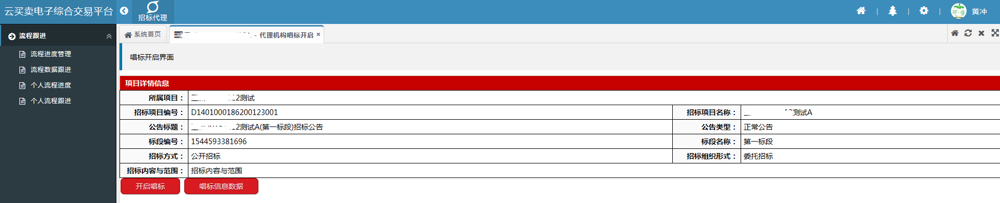 云买卖电子综合交易平台
招标代理
黄冲
流程跟进
流程进度管理
流程数据跟进
个人流程进度
个人流程跟进
系统首页
- 代理机构唱标开启
唱标开启界面
项目详情信息
所属项目： 2测试
招标项目编号： D1401000186200123001 招标项目名称： 测试A
公告标题： 2测试A(第一标段)招标公告 公告类型： 正常公告
标段编号： 1544593381696 标段名称： 第一标段
招标方式： 公开招标 招标组织形式： 委托招标
招标内容与范围： 招标内容与范围
开启唱标 唱标信息数据